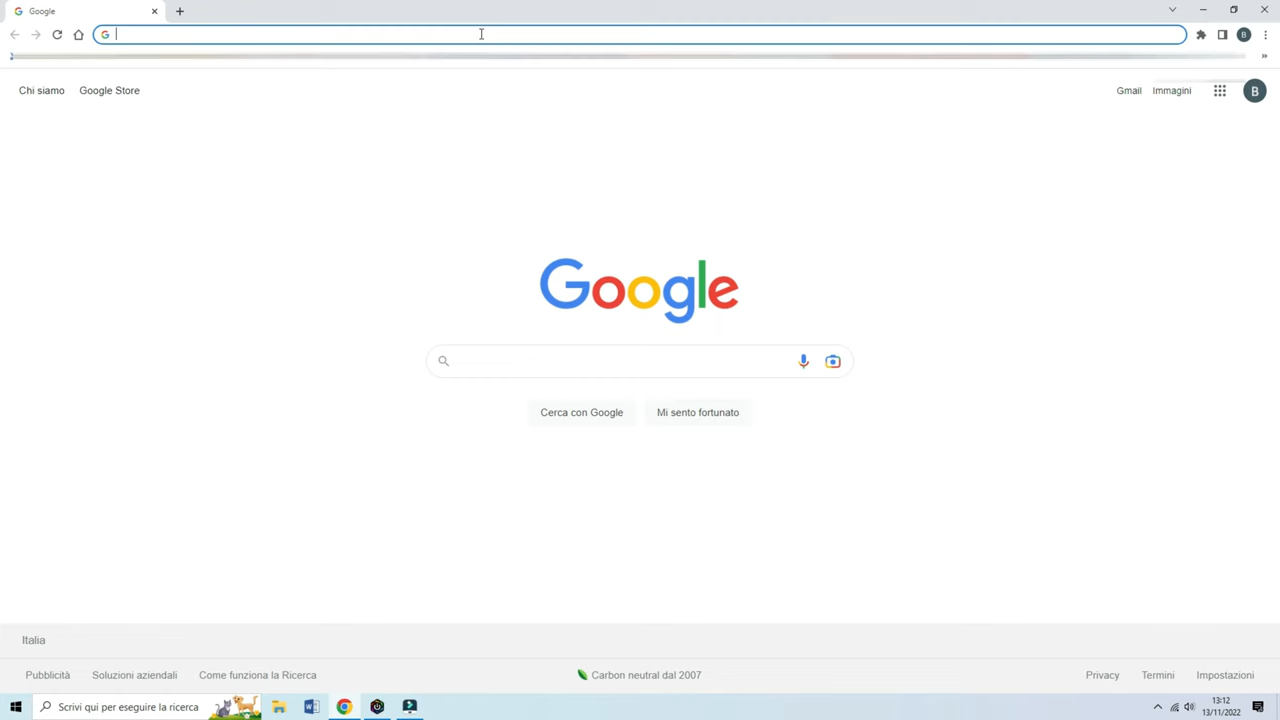 Google
B
Chi siamo Google Store
Gmail Immagini
B
Google
Cerca con Google Mi sento fortunato
Italia
Pubblicità Soluzioni aziendali Come funziona la Ricerca
Carbon neutral dal 2007
Privacy Termini Impostazioni
Scrivi qui per eseguire la ricerca
13:12
13/11/2022